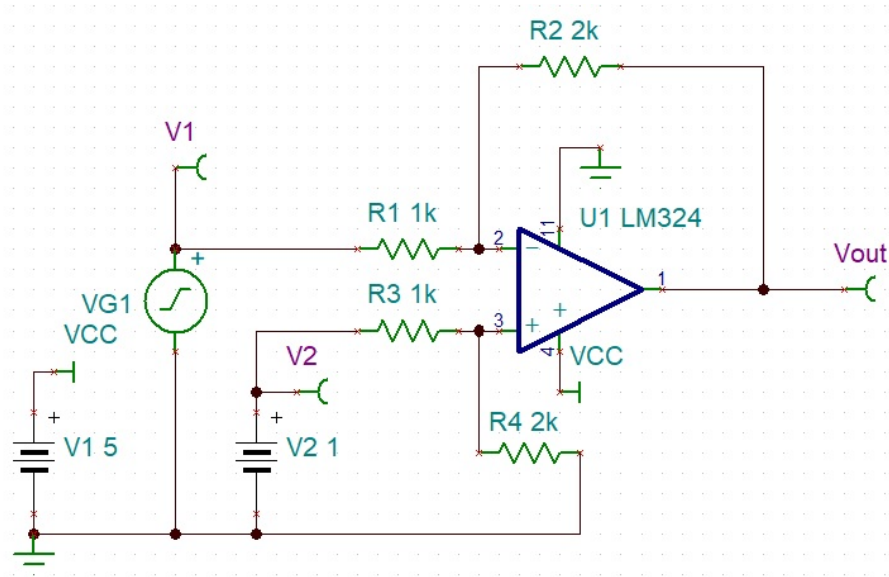 R2 2k
V1
R1 1k
2
−
11
U1 LM324
+
VG1
VCC
R3 1k
1
Vout
V2
3
+
+
4
VCC
+
V1 5
+
V2 1
R4 2k